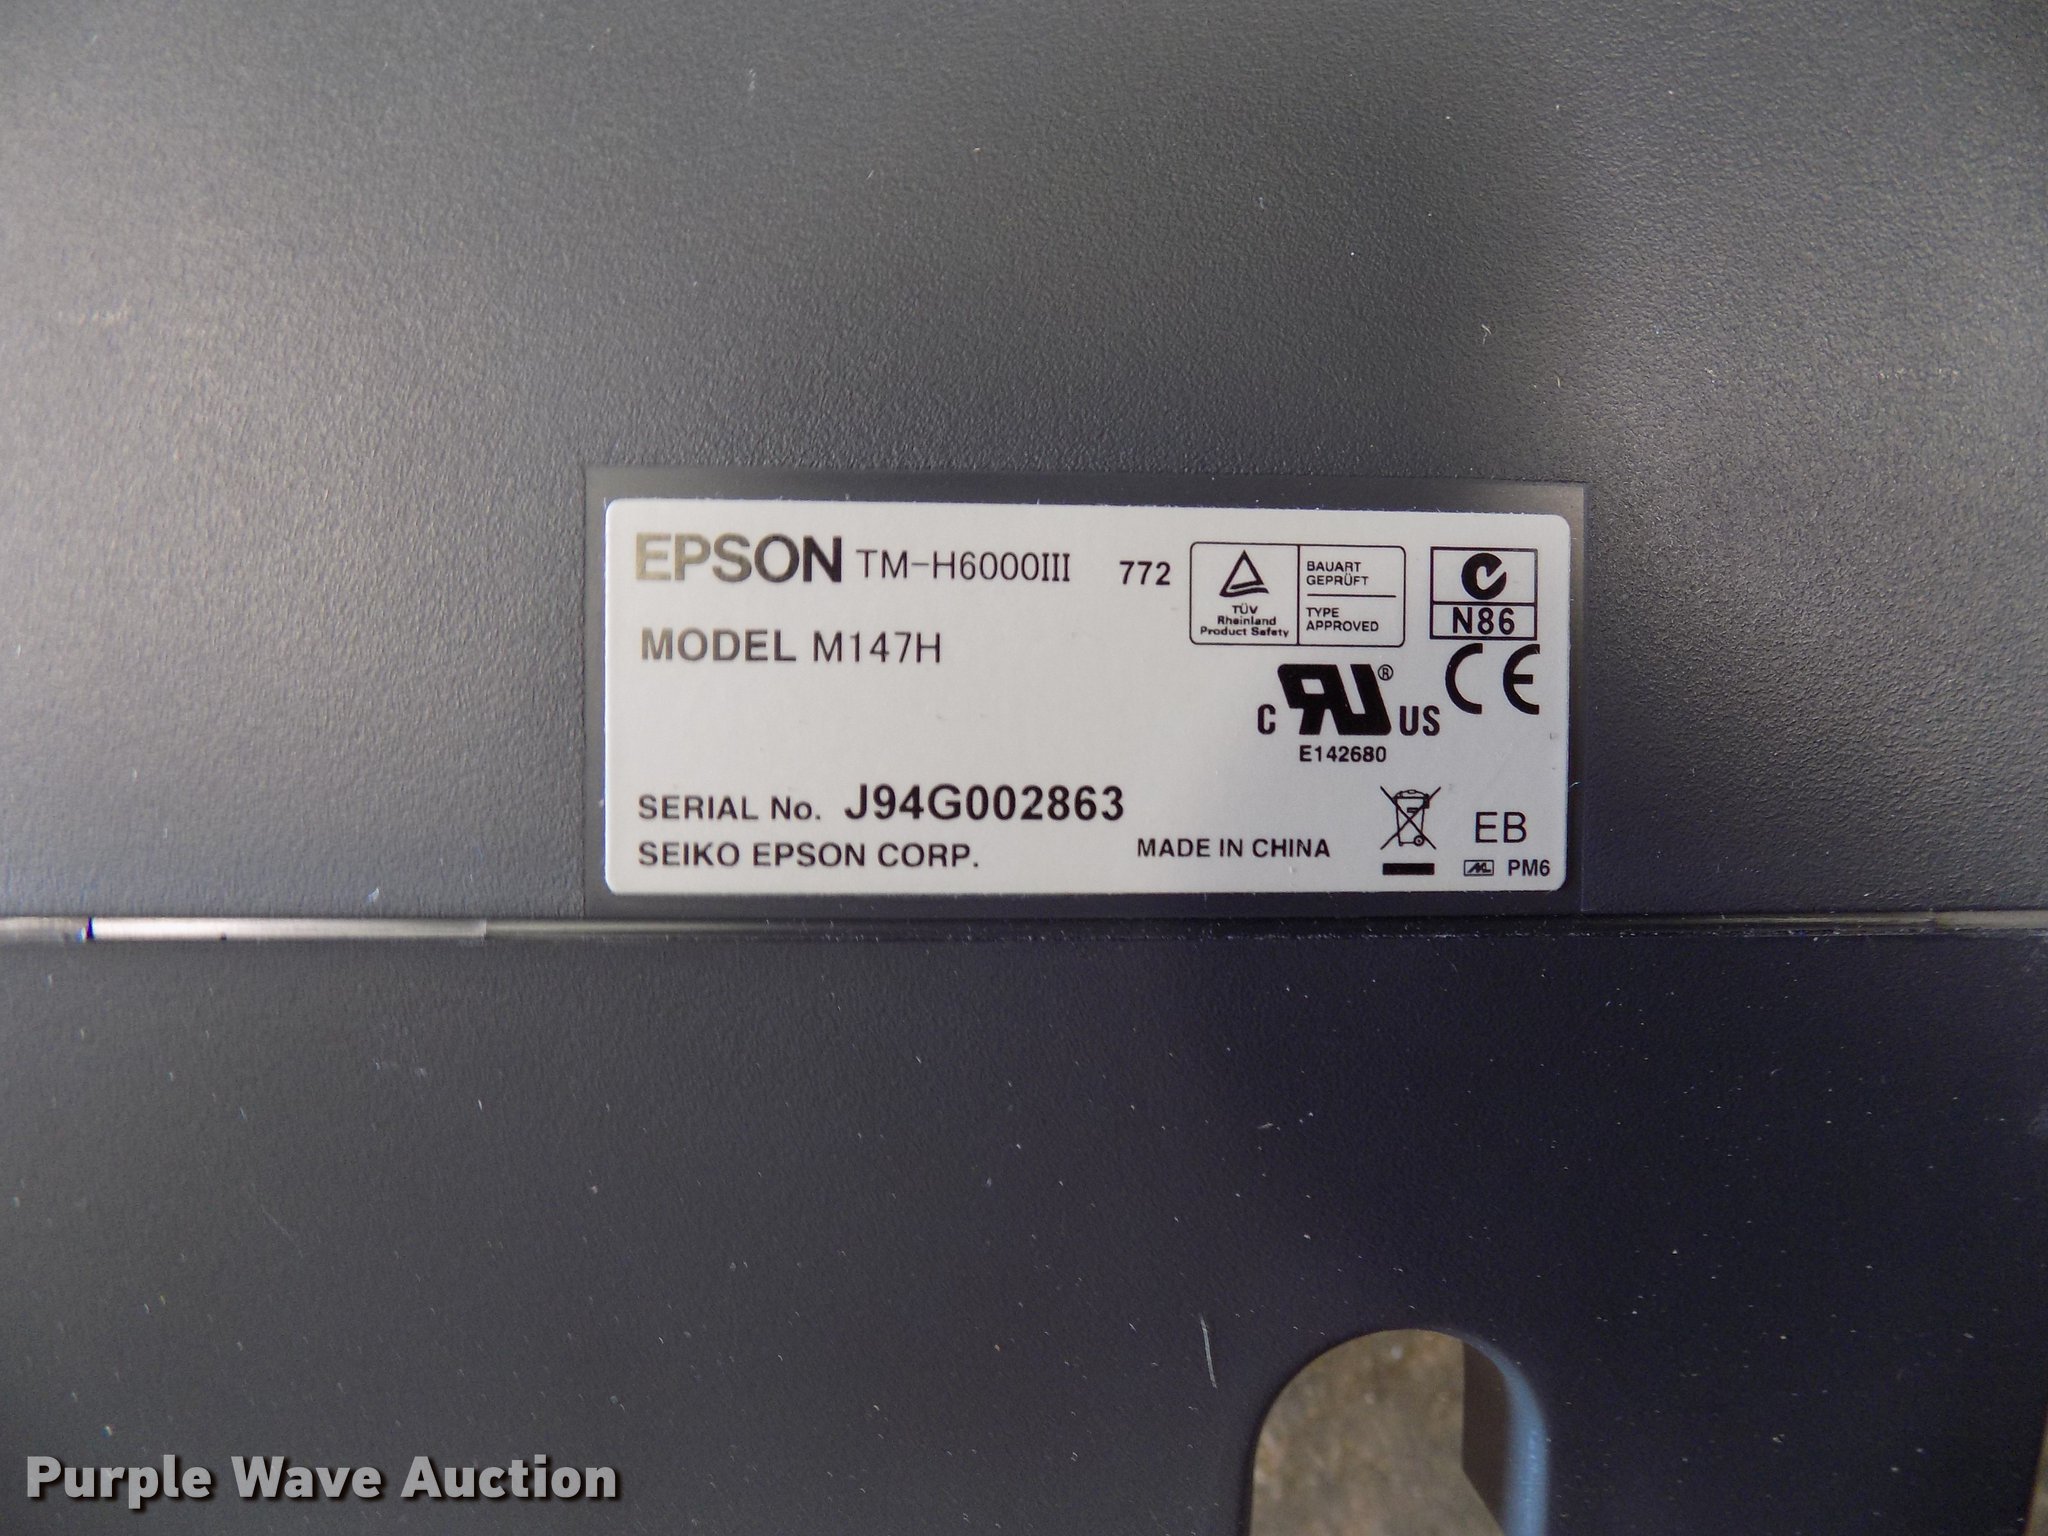 EPSON TM-H6000III 772
TÜV
Rheinland
Product Safety
BAUART
GEPRÜFT
TYPE
APPROVED
N86
MODEL M147H
CE
C RU® US
E142680
SERIAL No. J94G002863
SEIKO EPSON CORP.
MADE IN CHINA
EB
PM6
Purple Wave Auction